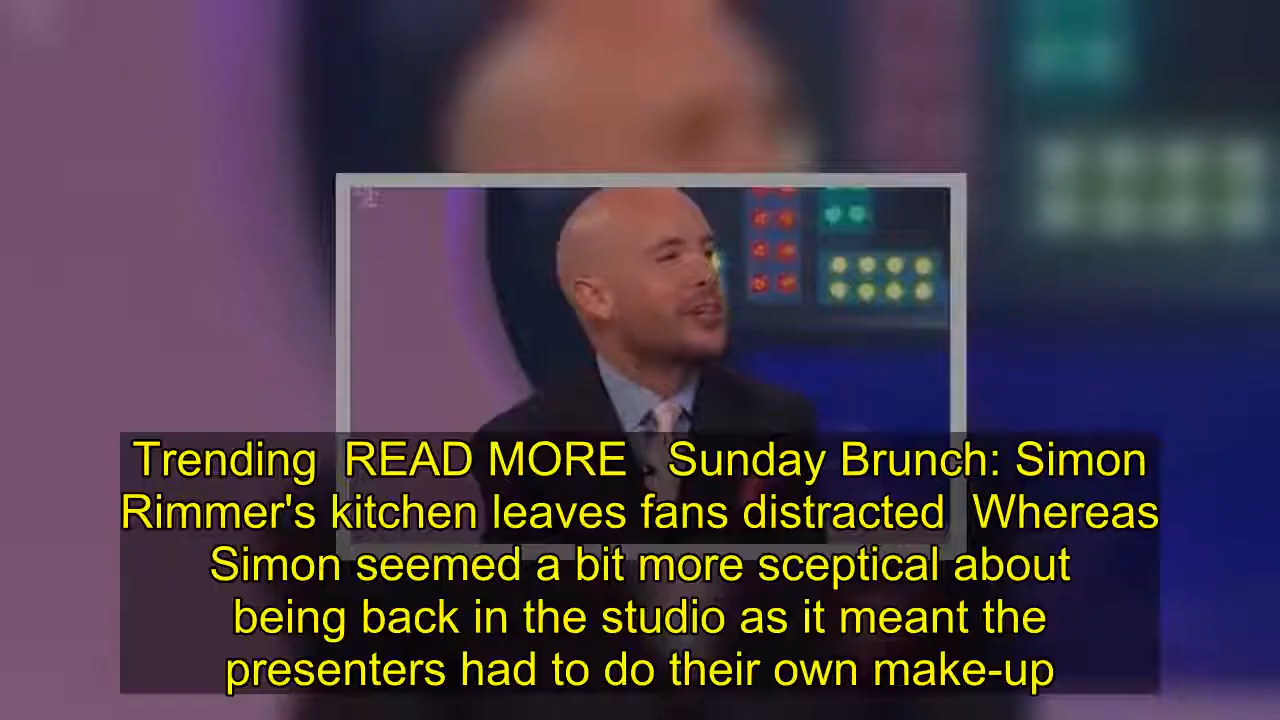 Trending  READ MORE   Sunday Brunch: Simon
Rimmer's kitchen leaves fans distracted  Whereas
Simon seemed a bit more sceptical about
being back in the studio as it meant the
presenters had to do their own make-up